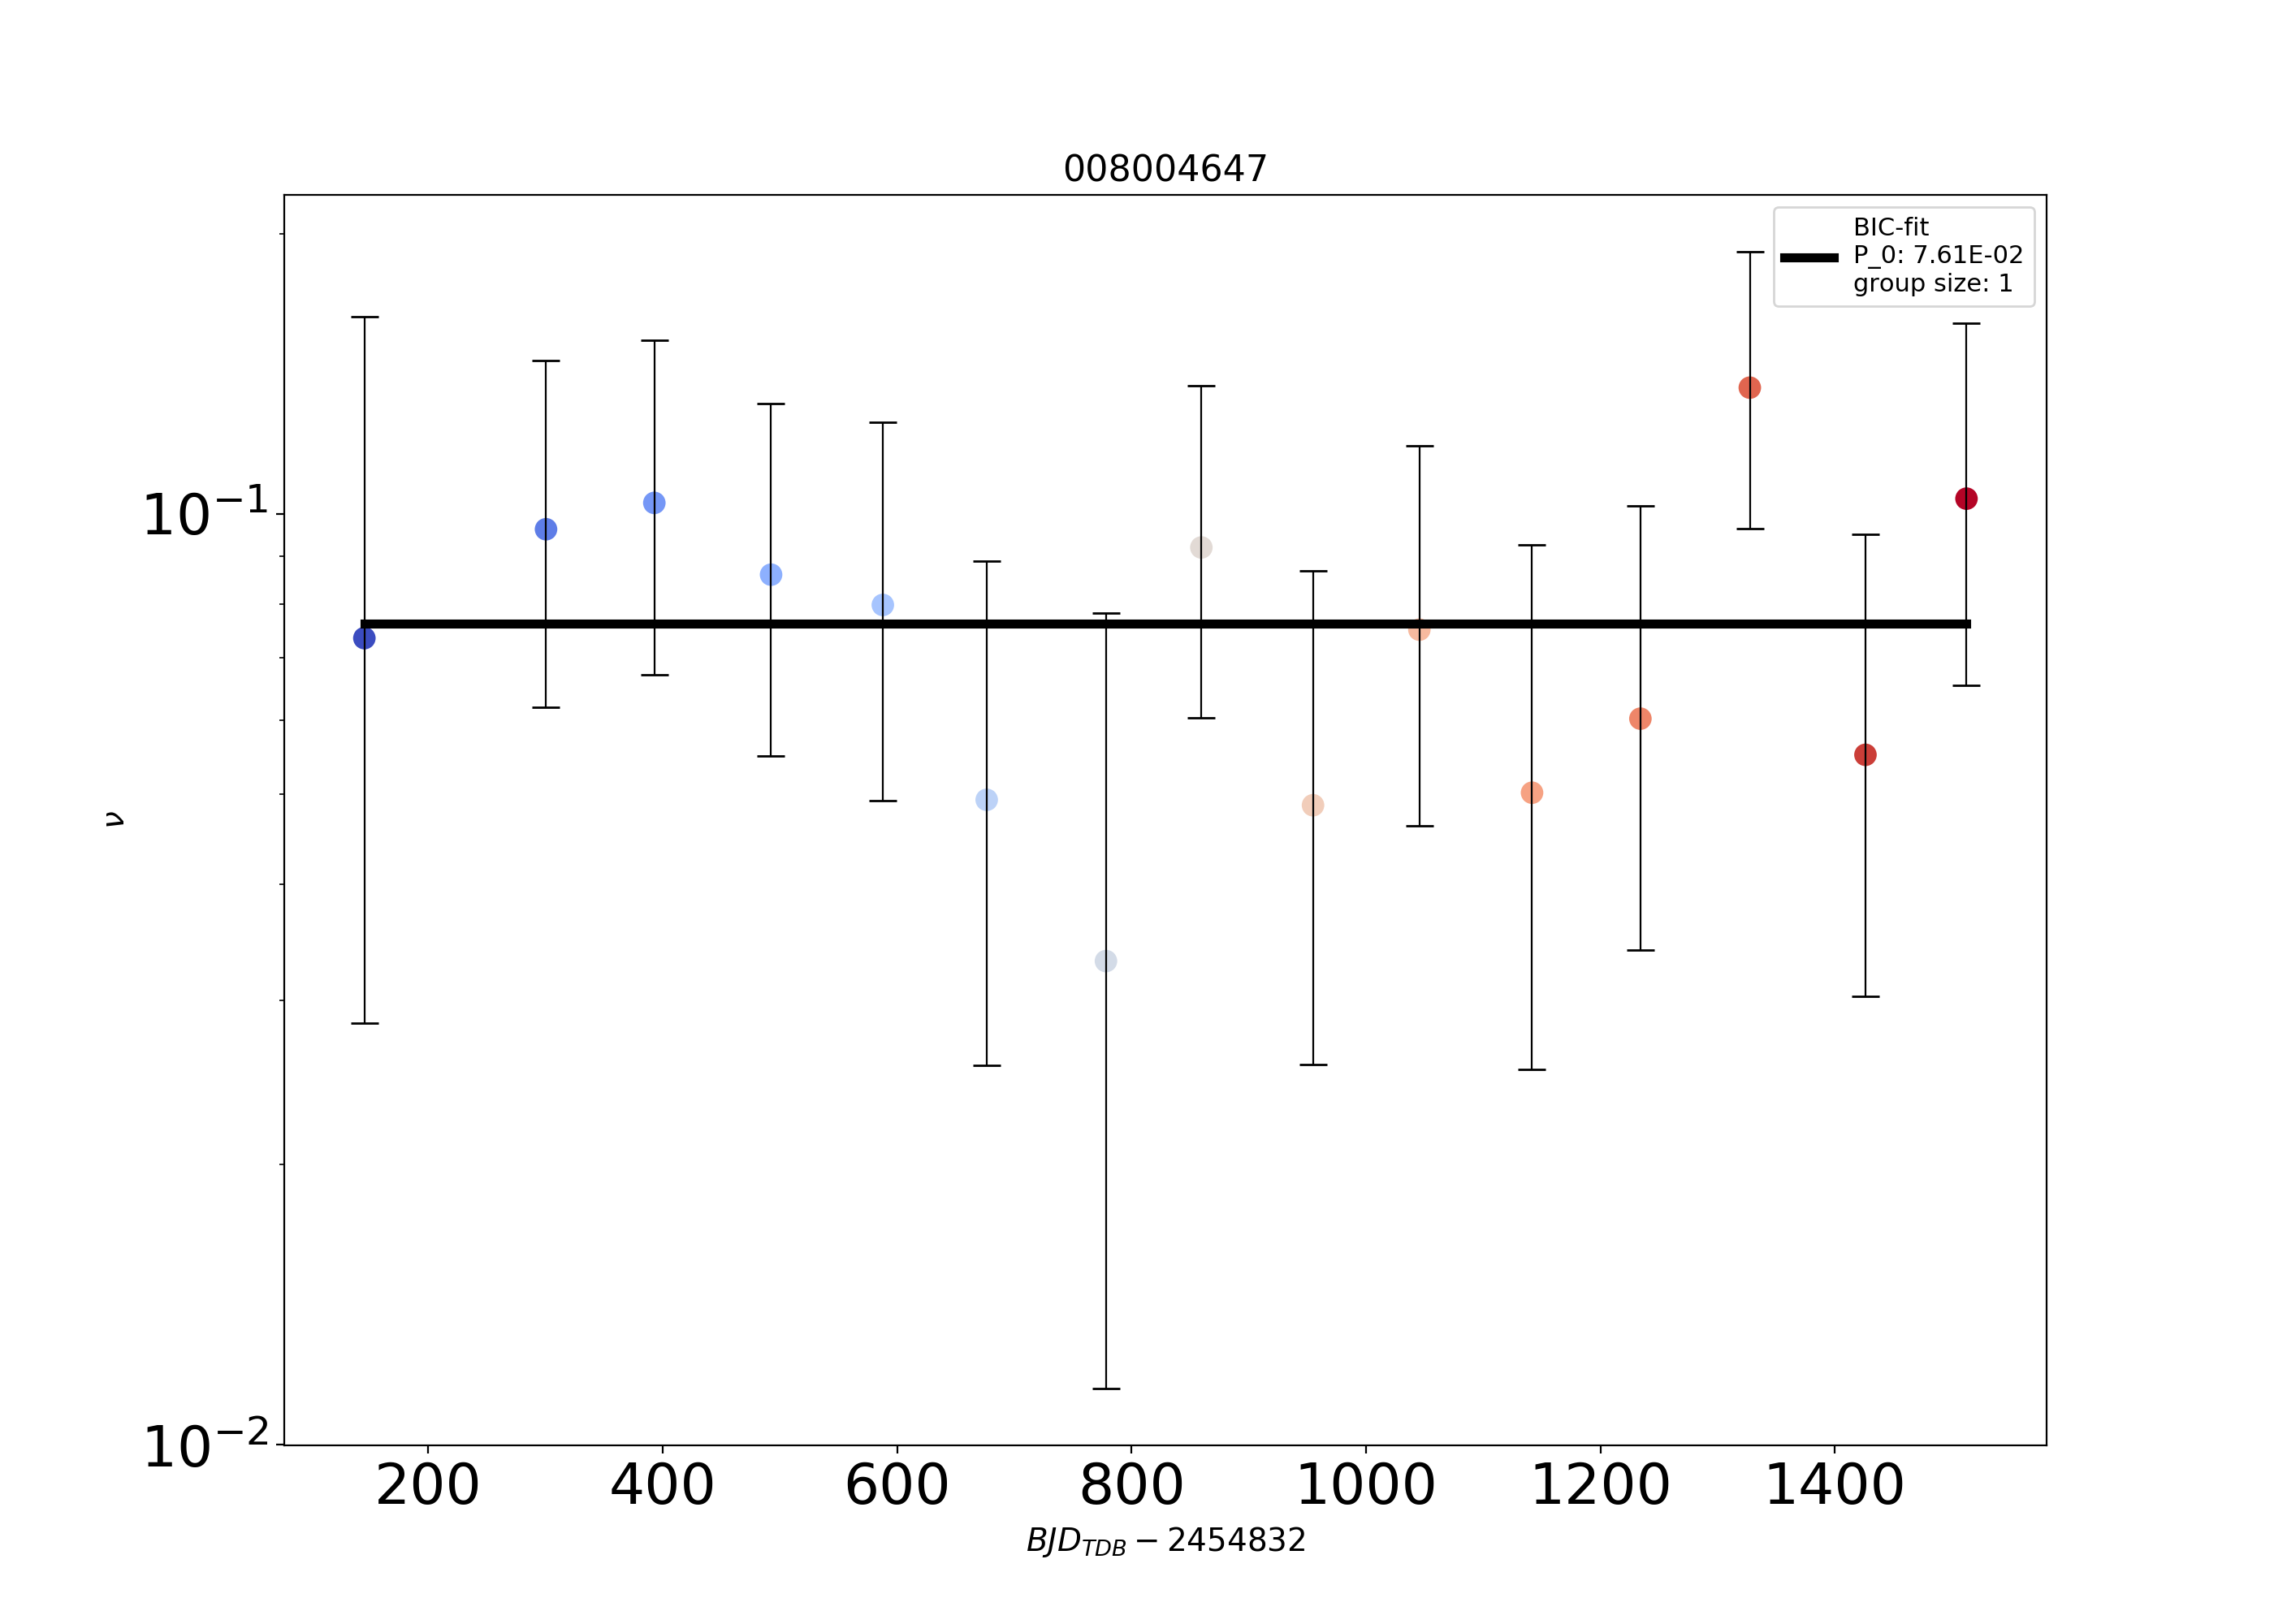 008004647
BIC-fit
P_0: 7.61E-02
group size: 1
10⁻¹
ν
10⁻²
200 400 600 800 1000 1200 1400
BJD_TDB − 2454832